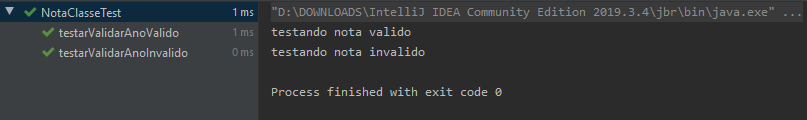 NotaClasseTest 1 ms
testarValidarAnoValido 1 ms
testarValidarAnoInvalido 0 ms
"D:\DOWNLOADS\IntelliJ IDEA Community Edition 2019.3.4\jbr\bin\java.exe" ...
testando nota valido
testando nota invalido
Process finished with exit code 0